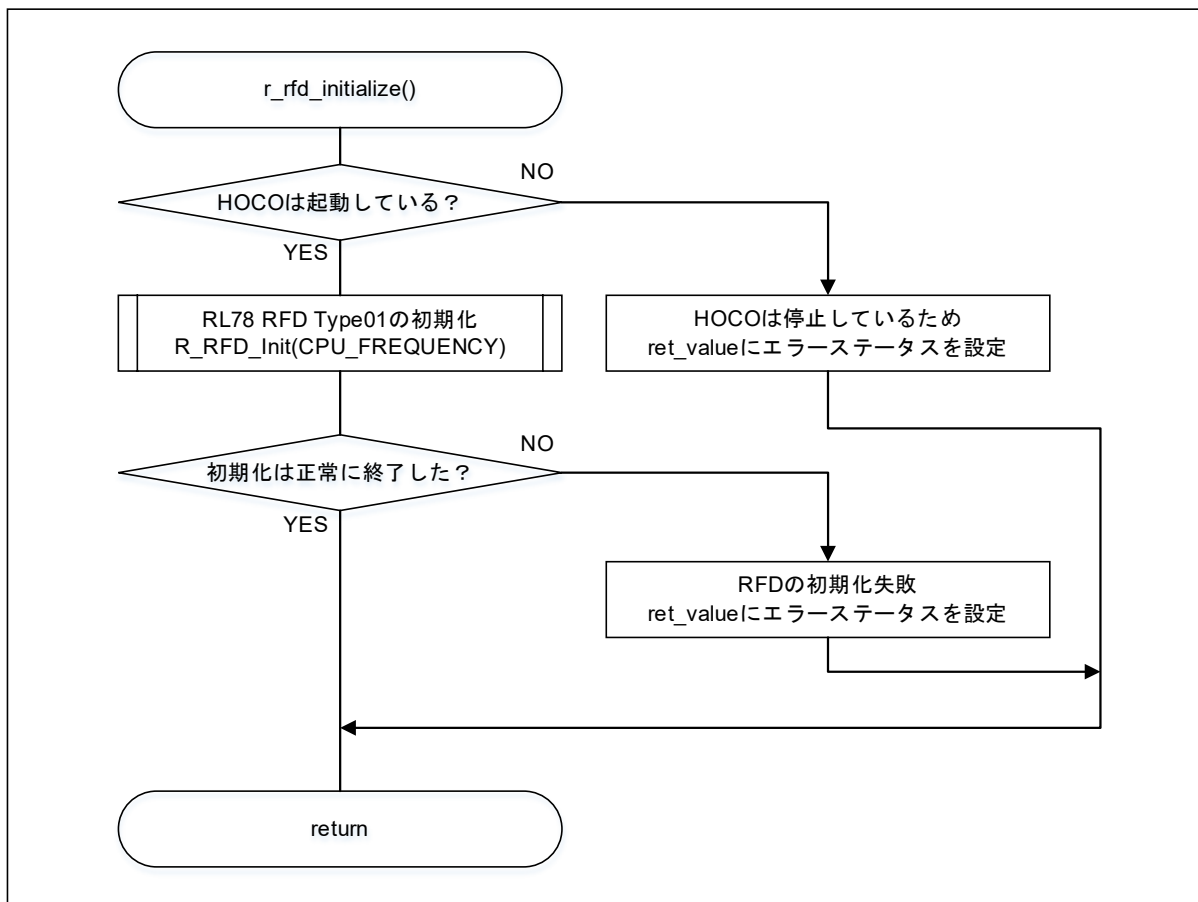 r_rfd_initialize()
HOCOは起動している？
NO
YES
RL78 RFD Type01の初期化
R_RFD_Init(CPU_FREQUENCY)
HOCOは停止しているため
ret_valueにエラーステータスを設定
初期化は正常に終了した？
NO
YES
RFDの初期化失敗
ret_valueにエラーステータスを設定
return